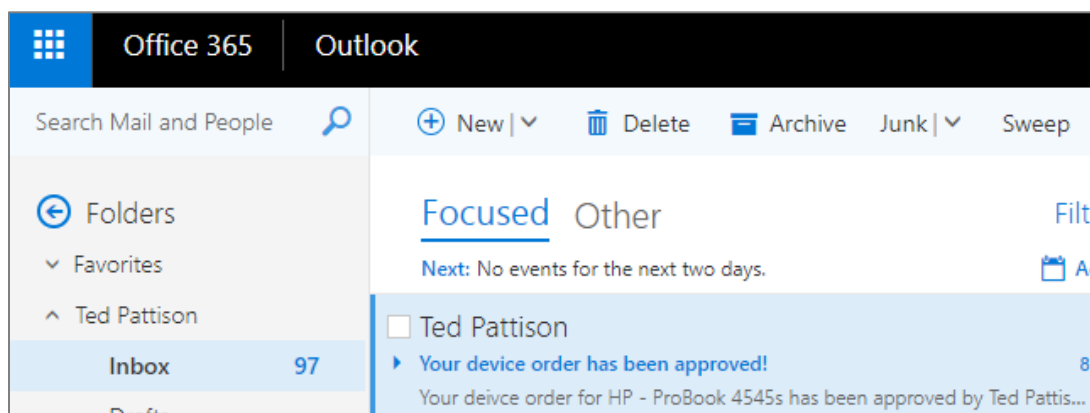 Office 365
Outlook
Search Mail and People
New
Delete
Archive
Junk
Sweep
Folders
Favorites
Ted Pattison
Inbox 97
Focused
Other
Next: No events for the next two days.
Ted Pattison
Your device order has been approved!
Your deivce order for HP - ProBook 4545s has been approved by Ted Pattis...